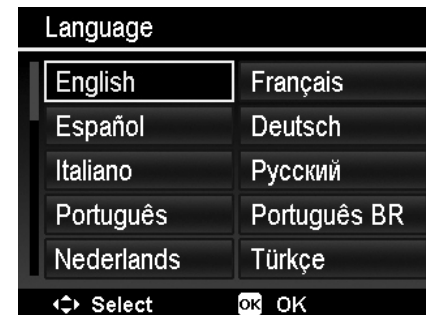 Language
English Français
Español Deutsch
Italiano Русский
Português Português BR
Nederlands Türkçe
Select OK OK